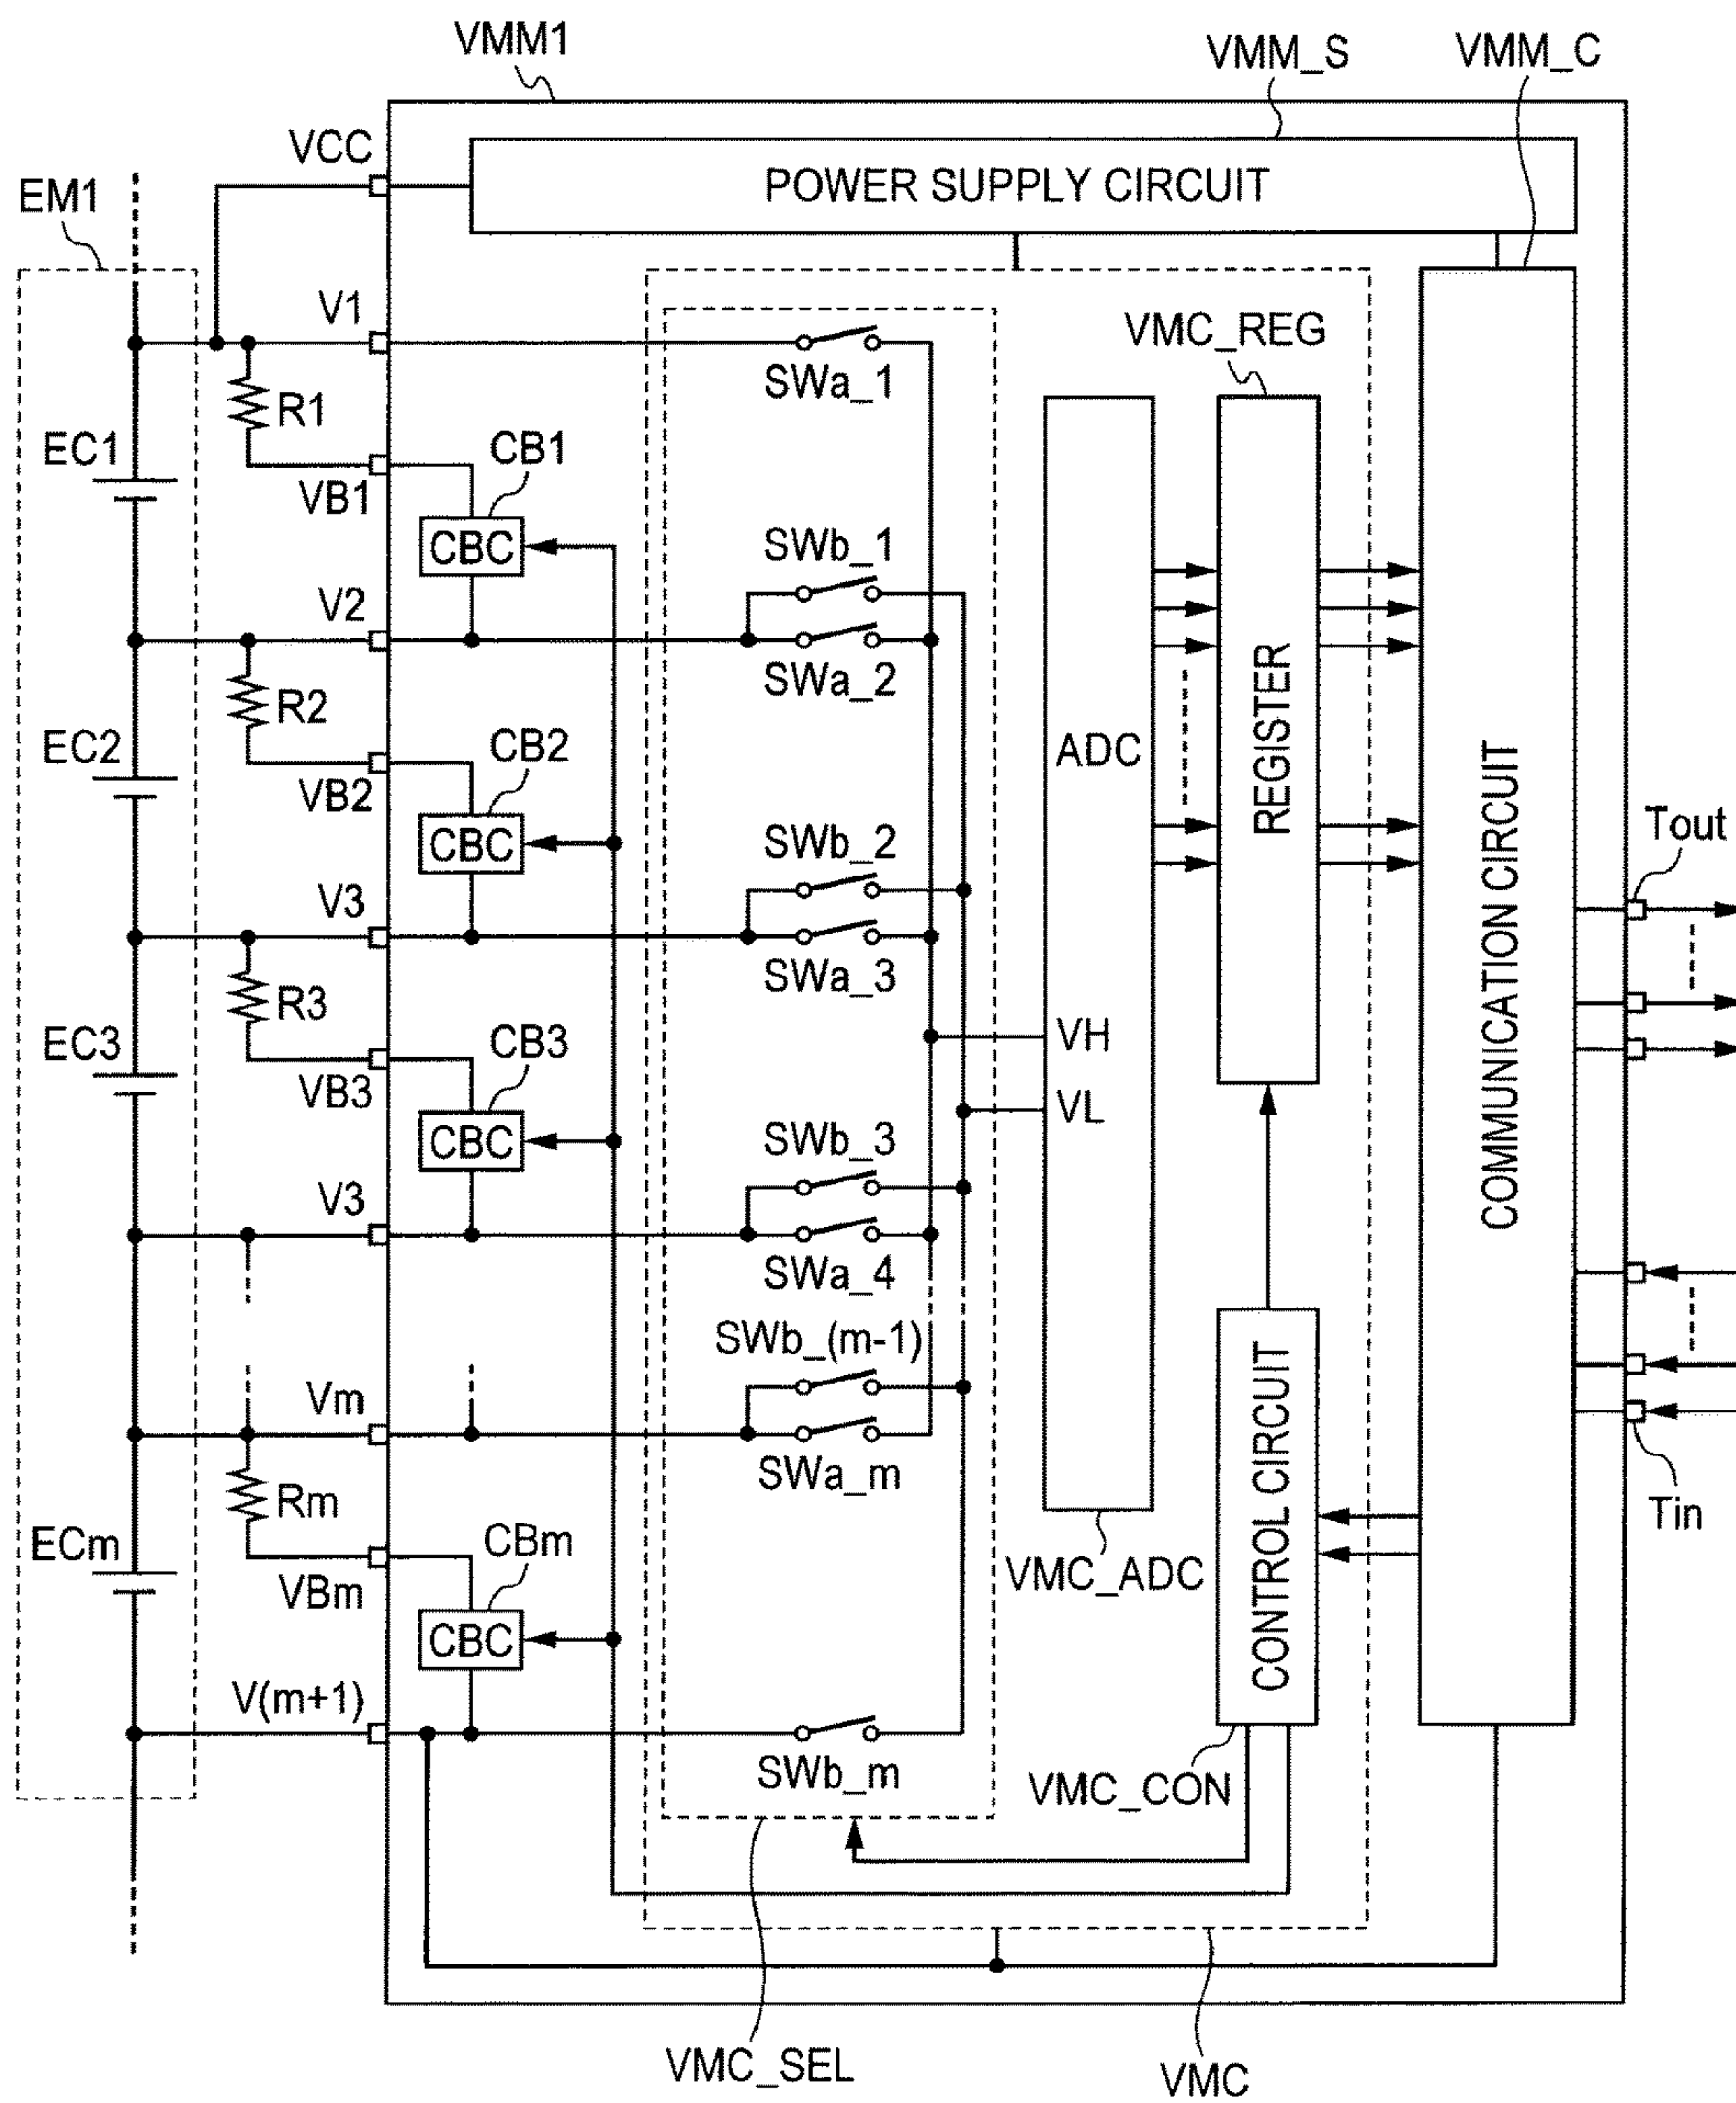 VMM1
VMM_S
VMM_C
VCC
POWER SUPPLY CIRCUIT
EM1
V1
VMC_REG
SWa_1
R1
EC1
CB1
VB1
CBC
SWb_1
V2
SWa_2
R2
REGISTER
EC2
CB2
ADC
VB2
CBC
SWb_2
Tout
V3
SWa_3
R3
COMMUNICATION CIRCUIT
EC3
CB3
VH
VB3
VL
CBC
SWb_3
V3
SWa_4
SWb_(m-1)
Vm
CONTROL CIRCUIT
SWa_m
Rm
Tin
ECm
CBm
VMC_ADC
VBm
CBC
V(m+1)
SWb_m
VMC_CON
VMC_SEL
VMC